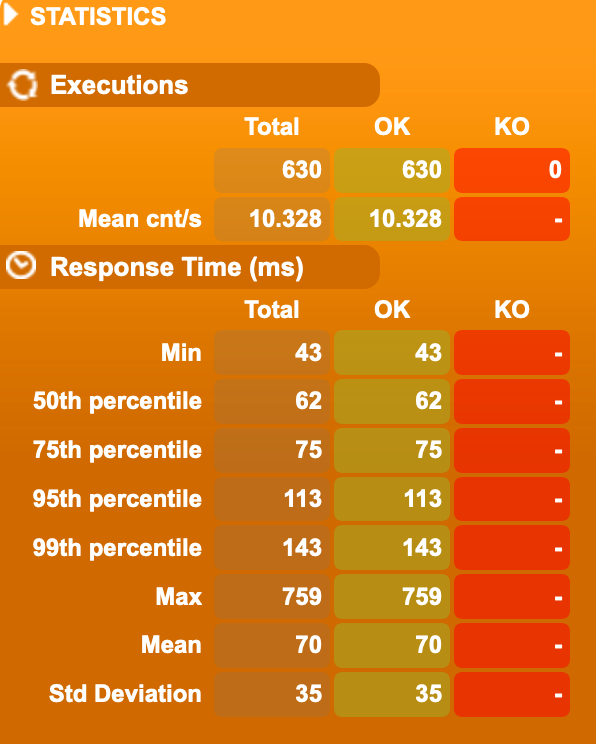 STATISTICS
Executions
Total OK KO
630 630 0
Mean cnt/s 10.328 10.328 -
Response Time (ms)
Total OK KO
Min 43 43 -
50th percentile 62 62 -
75th percentile 75 75 -
95th percentile 113 113 -
99th percentile 143 143 -
Max 759 759 -
Mean 70 70 -
Std Deviation 35 35 -